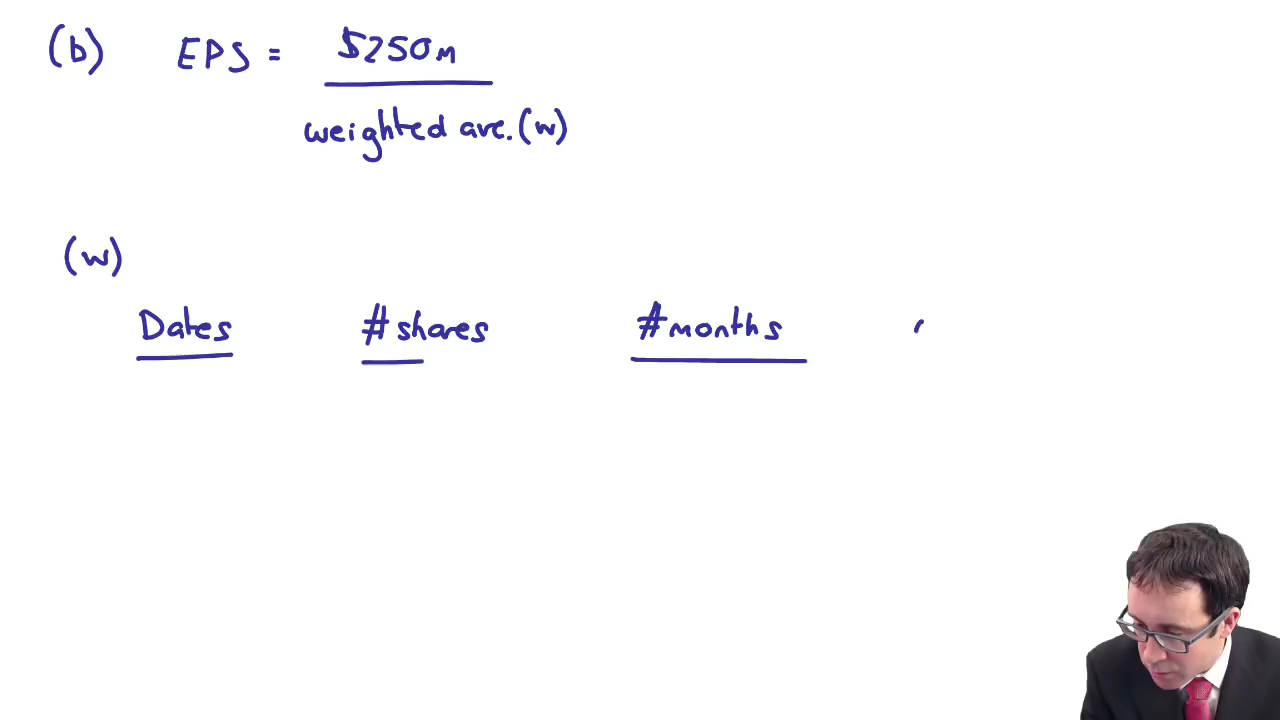 (b) EPS = $250m
weighted ave. (w)
(w)
Dates #shares #months